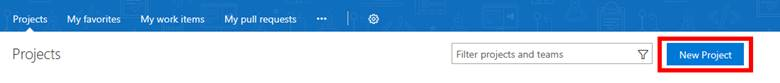 Projects My favorites My work items My pull requests ···
Projects Filter projects and teams New Project